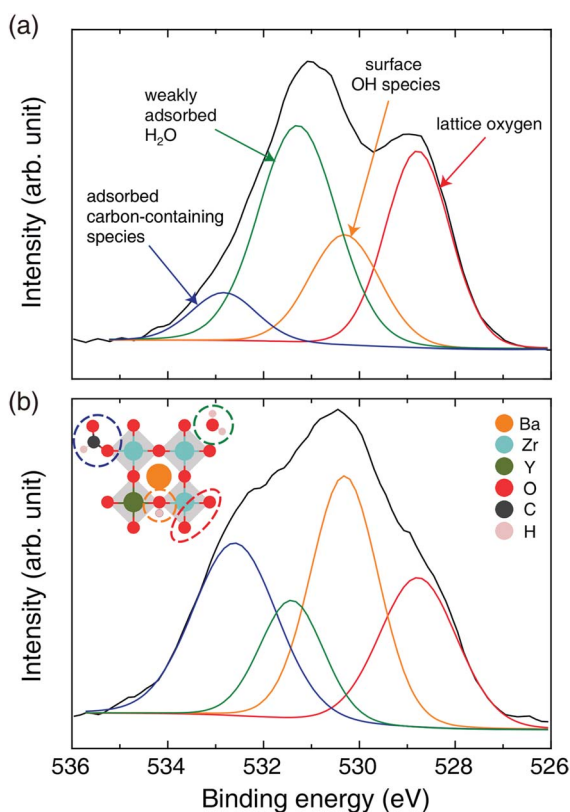 (a)
surface
OH species
weakly
adsorbed
H₂O
lattice oxygen
adsorbed
carbon-containing
species
Intensity (arb. unit)
(b)
Ba
Zr
Y
O
C
H
Intensity (arb. unit)
536 534 532 530 528 526
Binding energy (eV)